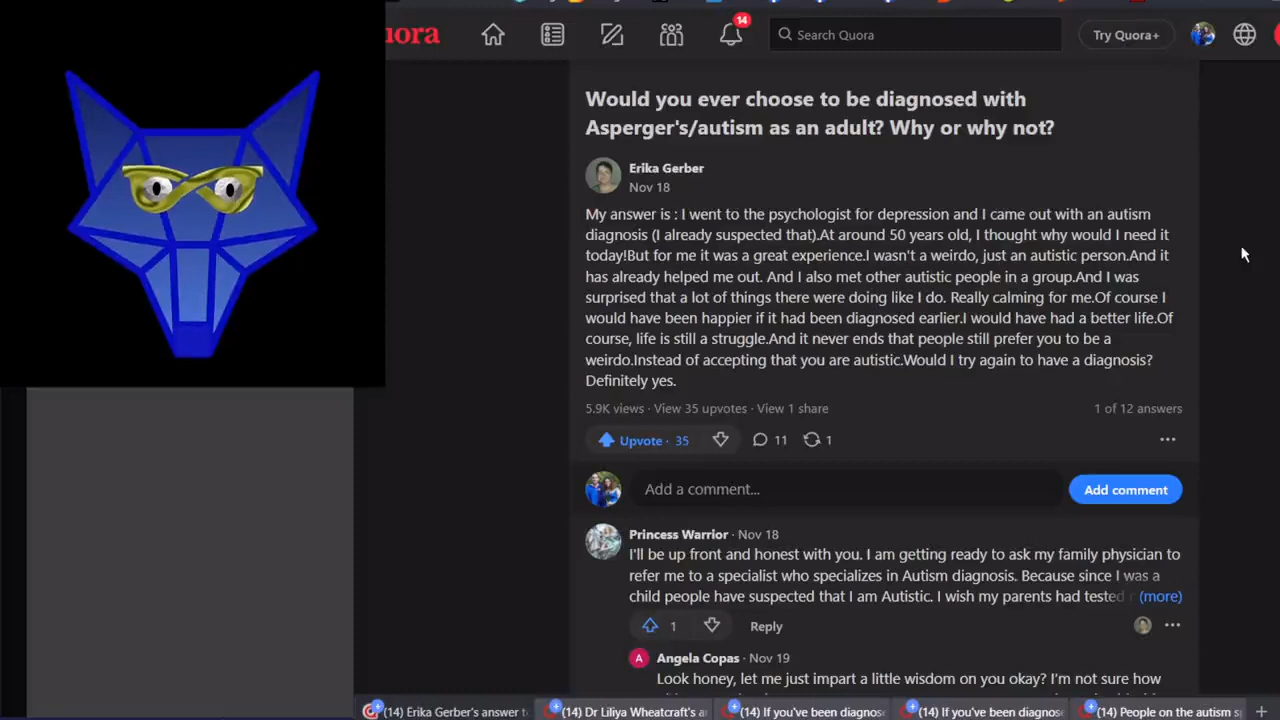 uora
14
Search Quora
Try Quora+
Would you ever choose to be diagnosed with
Asperger's/autism as an adult? Why or why not?
Erika Gerber
Nov 18
My answer is : I went to the psychologist for depression and I came out with an autism
diagnosis (I already suspected that).At around 50 years old, I thought why would I need it
today!But for me it was a great experience.I wasn't a weirdo, just an autistic person.And it
has already helped me out. And I also met other autistic people in a group.And I was
surprised that a lot of things there were doing like I do. Really calming for me.Of course I
would have been happier if it had been diagnosed earlier.I would have had a better life.Of
course, life is still a struggle.And it never ends that people still prefer you to be a
weirdo.Instead of accepting that you are autistic.Would I try again to have a diagnosis?
Definitely yes.
5.9K views · View 35 upvotes · View 1 share
1 of 12 answers
Upvote · 35
11
1
Add a comment...
Add comment
Princess Warrior · Nov 18
I'll be up front and honest with you. I am getting ready to ask my family physician to
refer me to a specialist who specializes in Autism diagnosis. Because since I was a
child people have suspected that I am Autistic. I wish my parents had tested (more)
1
Reply
A
Angela Copas · Nov 19
Look honey, let me just impart a little wisdom on you okay? I'm not sure how
(14) Erika Gerber's answer t
(14) Dr Liliya Wheatcraft's a
(14) If you've been diagnose
(14) If you've been diagnose
(14) People on the autism s